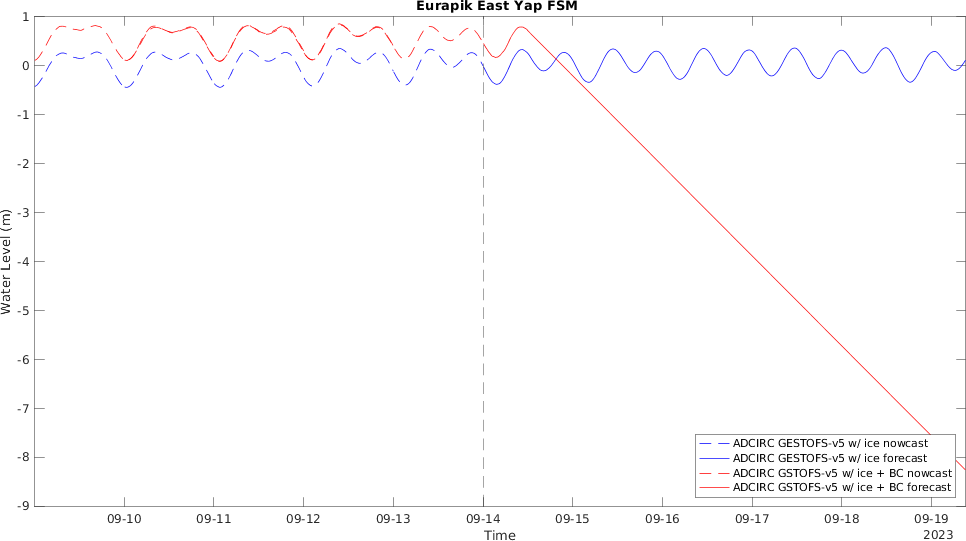 Eurapik East Yap FSM
1
0
-1
-2
-3
-4
-5
-6
-7
-8
-9
Water Level (m)
09-10 09-11 09-12 09-13 09-14 09-15 09-16 09-17 09-18 09-19
Time
2023
ADCIRC GESTOFS-v5 w/ ice nowcast
ADCIRC GESTOFS-v5 w/ ice forecast
ADCIRC GSTOFS-v5 w/ ice + BC nowcast
ADCIRC GSTOFS-v5 w/ ice + BC forecast